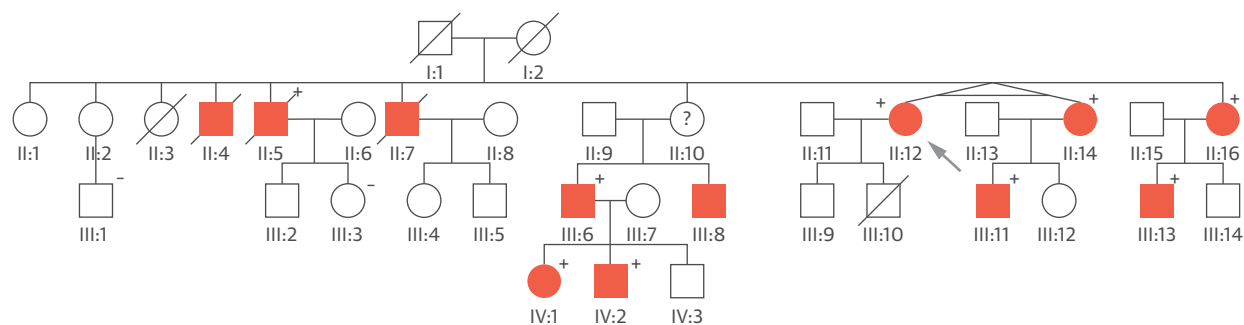 I:1 I:2
+ + + +
?
II:1 II:2 II:3 II:4 II:5 II:6 II:7 II:8 II:9 II:10 II:11 II:12 II:13 II:14 II:15 II:16
– – + + +
III:1 III:2 III:3 III:4 III:5 III:6 III:7 III:8 III:9 III:10 III:11 III:12 III:13 III:14
+ +
IV:1 IV:2 IV:3